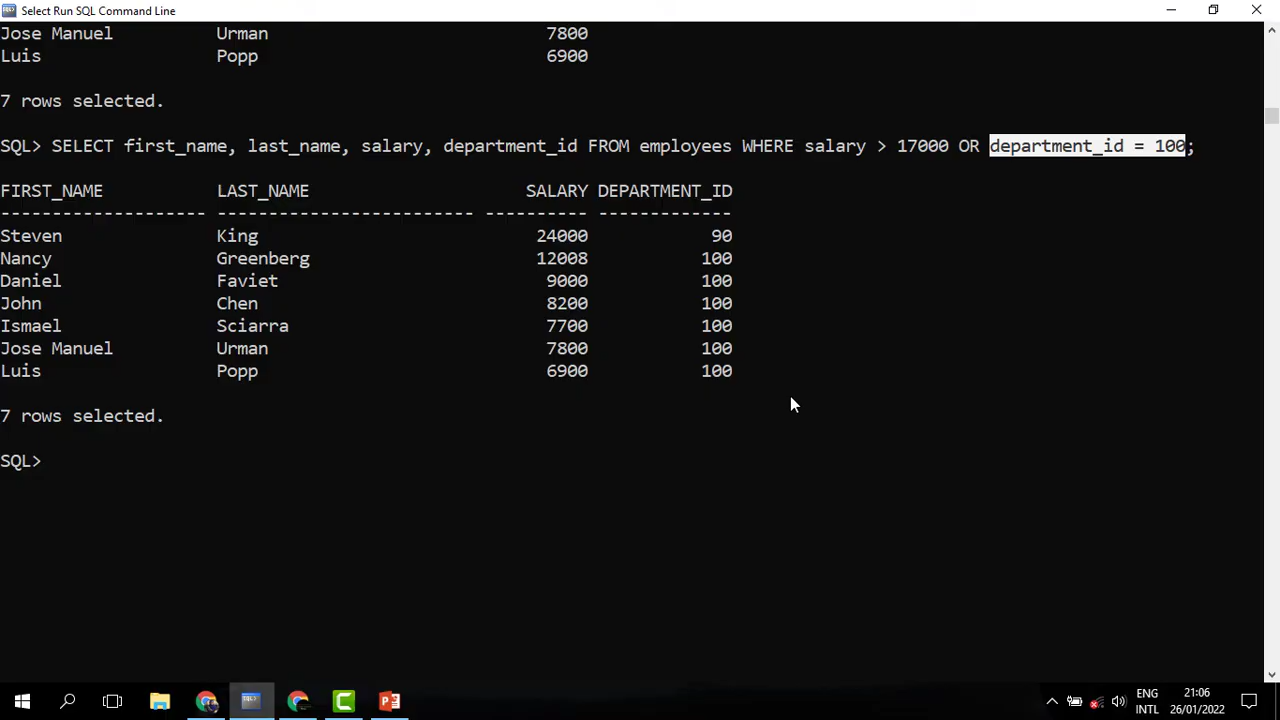 Select Run SQL Command Line
Jose Manuel Urman 7800
Luis Popp 6900
7 rows selected.
SQL> SELECT first_name, last_name, salary, department_id FROM employees WHERE salary > 17000 OR department_id = 100;
FIRST_NAME LAST_NAME SALARY DEPARTMENT_ID
-------------------- ------------------------- ---------- -------------
Steven King 24000 90
Nancy Greenberg 12008 100
Daniel Faviet 9000 100
John Chen 8200 100
Ismael Sciarra 7700 100
Jose Manuel Urman 7800 100
Luis Popp 6900 100
7 rows selected.
SQL>
ENG 21:06
INTL 26/01/2022